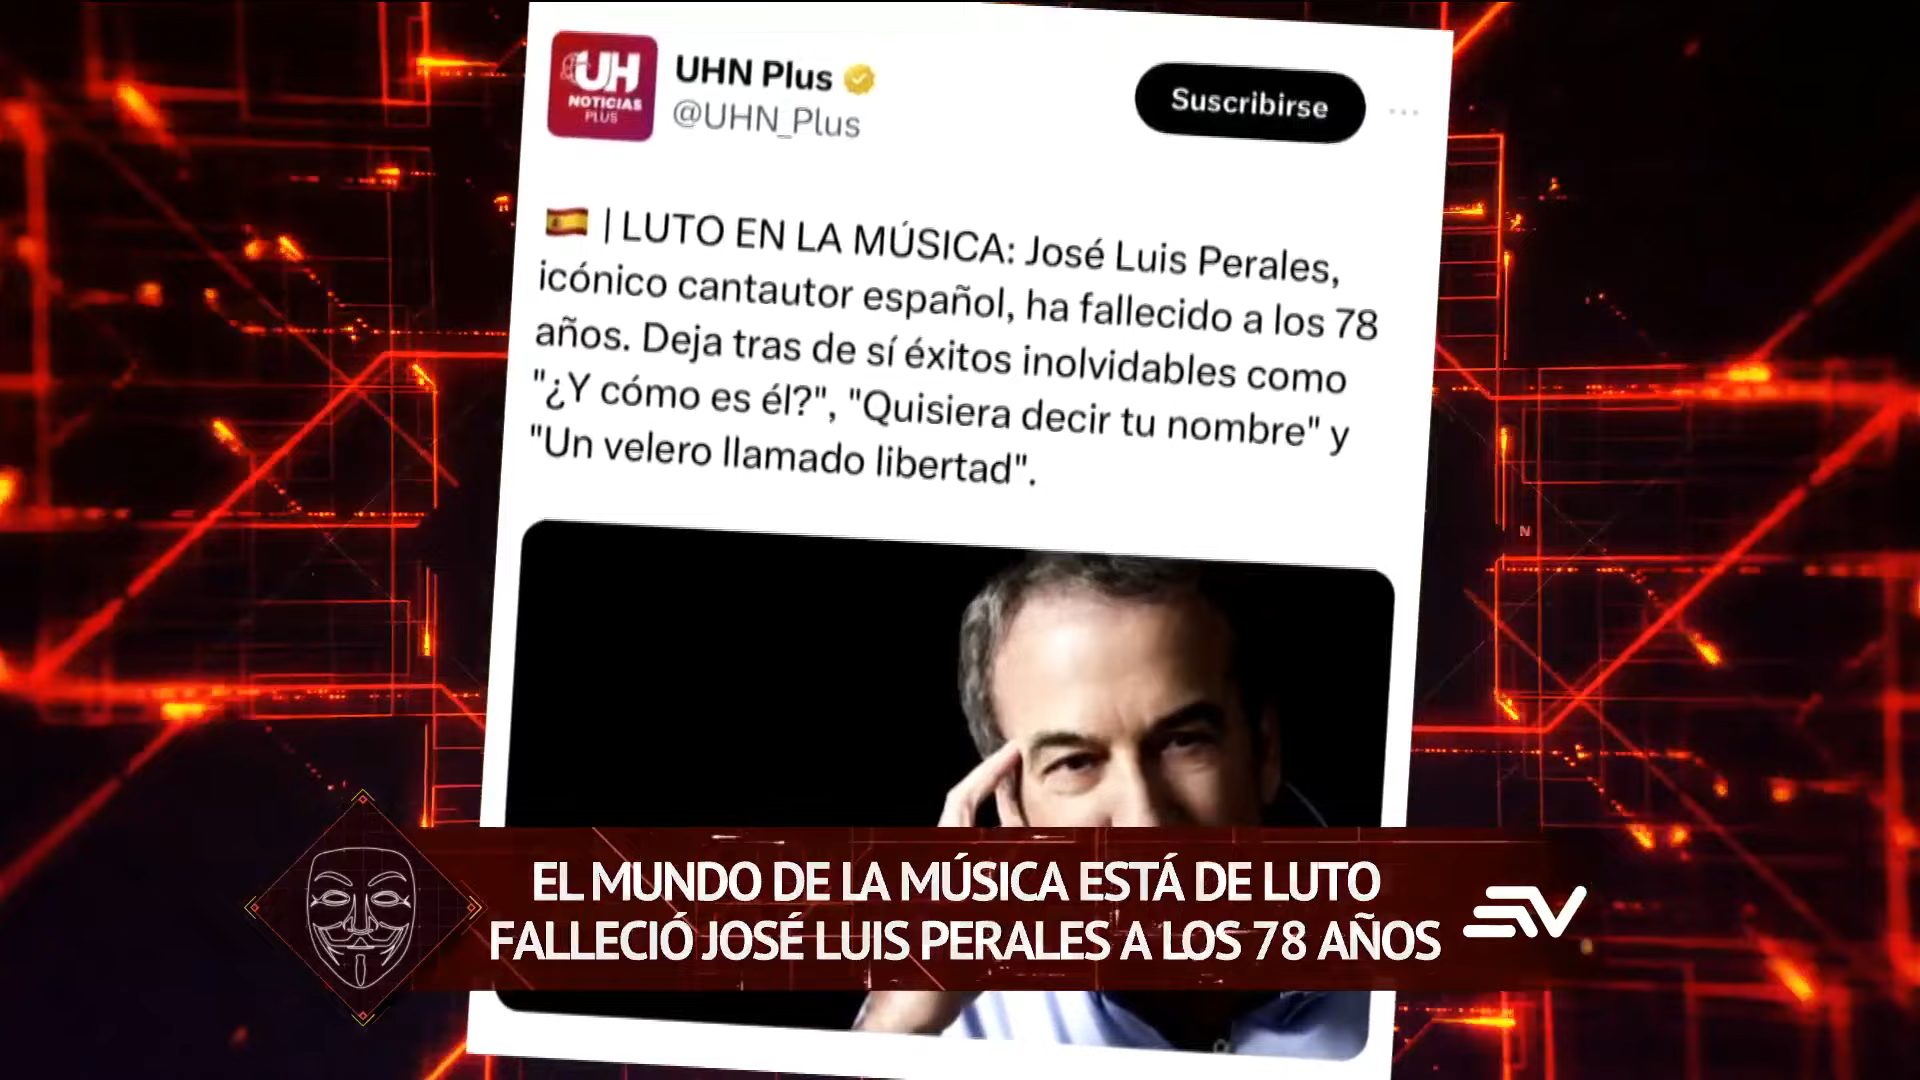 UH
NOTICIAS
PLUS
UHN Plus
@UHN_Plus
Suscribirse
| LUTO EN LA MÚSICA: José Luis Perales,
icónico cantautor español, ha fallecido a los 78
años. Deja tras de sí éxitos inolvidables como
"¿Y cómo es él?", "Quisiera decir tu nombre" y
"Un velero llamado libertad".
N
EL MUNDO DE LA MÚSICA ESTÁ DE LUTO
FALLECIÓ JOSÉ LUIS PERALES A LOS 78 AÑOS